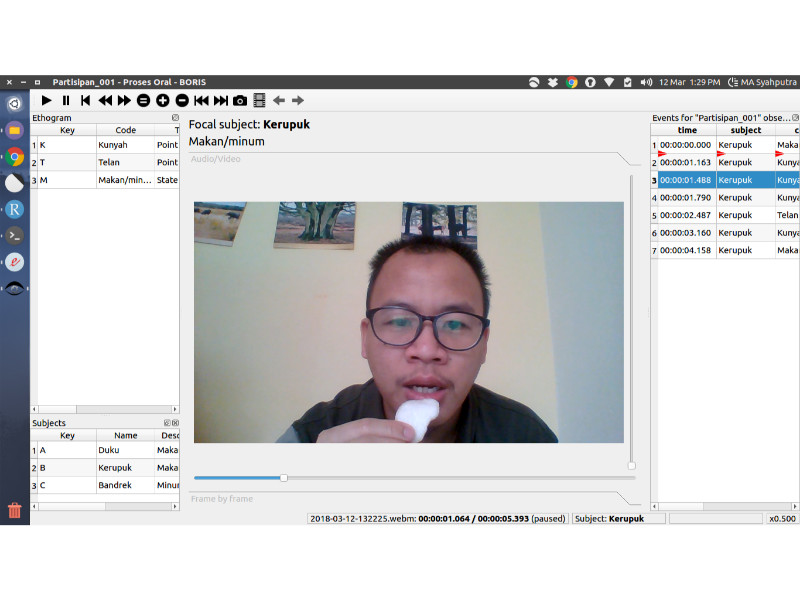 Partisipan_001 - Proses Oral - BORIS
12 Mar 1:29 PM MA Syahputra
Ethogram
Key Code T
1 K Kunyah Point
2 T Telan Point
3 M Makan/min... State
Subjects
Key Name Desc
1 A Duku Maka
2 B Kerupuk Maka
3 C Bandrek Minu
Focal subject: Kerupuk
Makan/minum
Audio/Video
Frame by frame
Events for "Partisipan_001" obse...
time subject c
1 00:00:00.000 Kerupuk Maka
2 00:00:01.163 Kerupuk Kunya
3 00:00:01.488 Kerupuk Kunya
4 00:00:01.790 Kerupuk Kunya
5 00:00:02.487 Kerupuk Telan
6 00:00:03.160 Kerupuk Kunya
7 00:00:04.158 Kerupuk Maka
2018-03-12-132225.webm: 00:00:01.064 / 00:00:05.393 (paused) Subject: Kerupuk x0.500